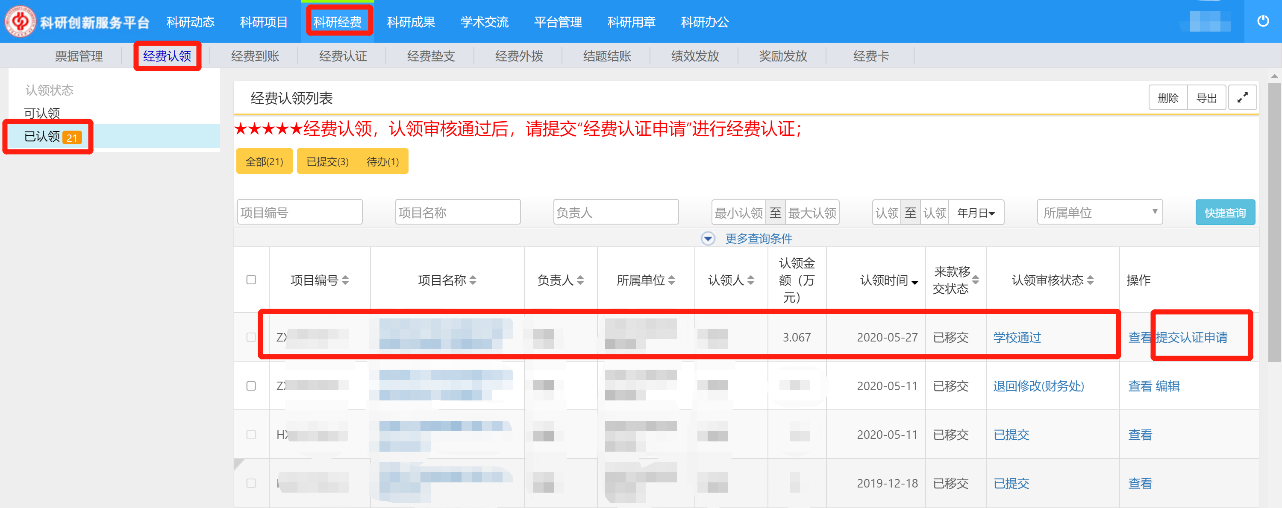 科研创新服务平台 科研动态 科研项目 科研经费 科研成果 学术交流 平台管理 科研用章 科研办公
票据管理 经费认领 经费到账 经费认证 经费垫支 经费外拨 结题结账 绩效发放 奖励发放 经费卡
认领状态
可认领
已认领 21
经费认领列表 删除 导出
★★★★★经费认领，认领审核通过后，请提交“经费认证申请”进行经费认证；
全部(21) 已提交(3) 待办(1)
项目编号 项目名称 负责人 最小认领 至 最大认领 认领 至 认领 年月日 所属单位 快捷查询
更多查询条件
项目编号 项目名称 负责人 所属单位 认领人 认领金额（万元） 认领时间 来款移交状态 认领审核状态 操作
ZX 3.067 2020-05-27 已移交 学校通过 查看 提交认证申请
2020-05-11 已移交 退回修改(财务处) 查看 编辑
HX 2020-05-11 已移交 已提交 查看
2019-12-18 已移交 已提交 查看